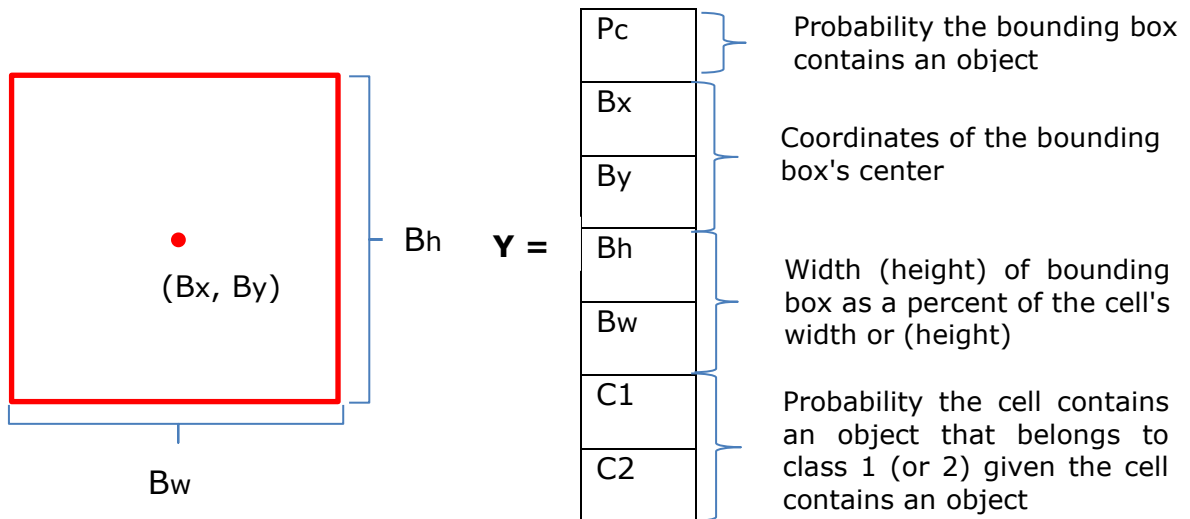 (Bx, By)
Bh
Bw
Y =
Pc
Bx
By
Bh
Bw
C1
C2
Probability the bounding box
contains an object
Coordinates of the bounding
box's center
Width (height) of bounding
box as a percent of the cell's
width or (height)
Probability the cell contains
an object that belongs to
class 1 (or 2) given the cell
contains an object